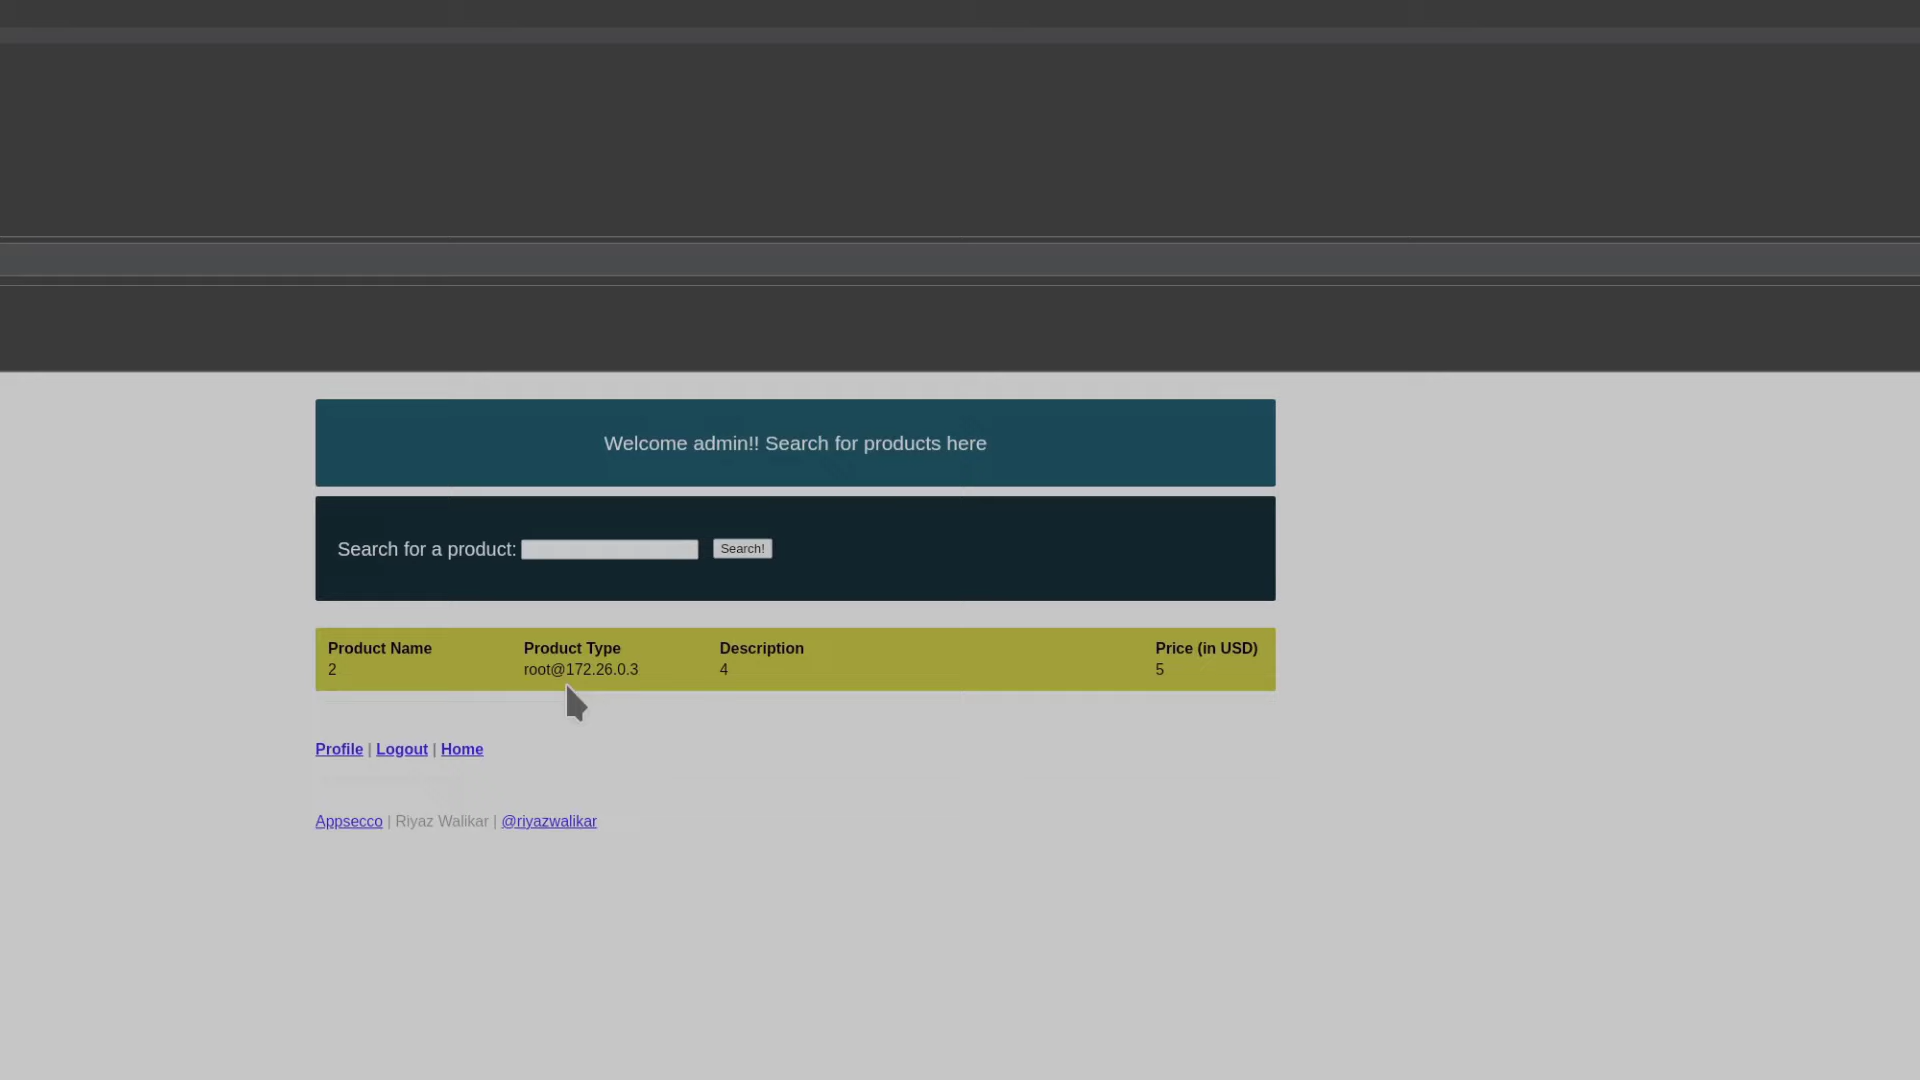 Welcome admin!! Search for products here
Search for a product: Search!
Product Name Product Type Description Price (in USD)
2 root@172.26.0.3 4 5
Profile | Logout | Home
Appsecco | Riyaz Walikar | @riyazwalikar